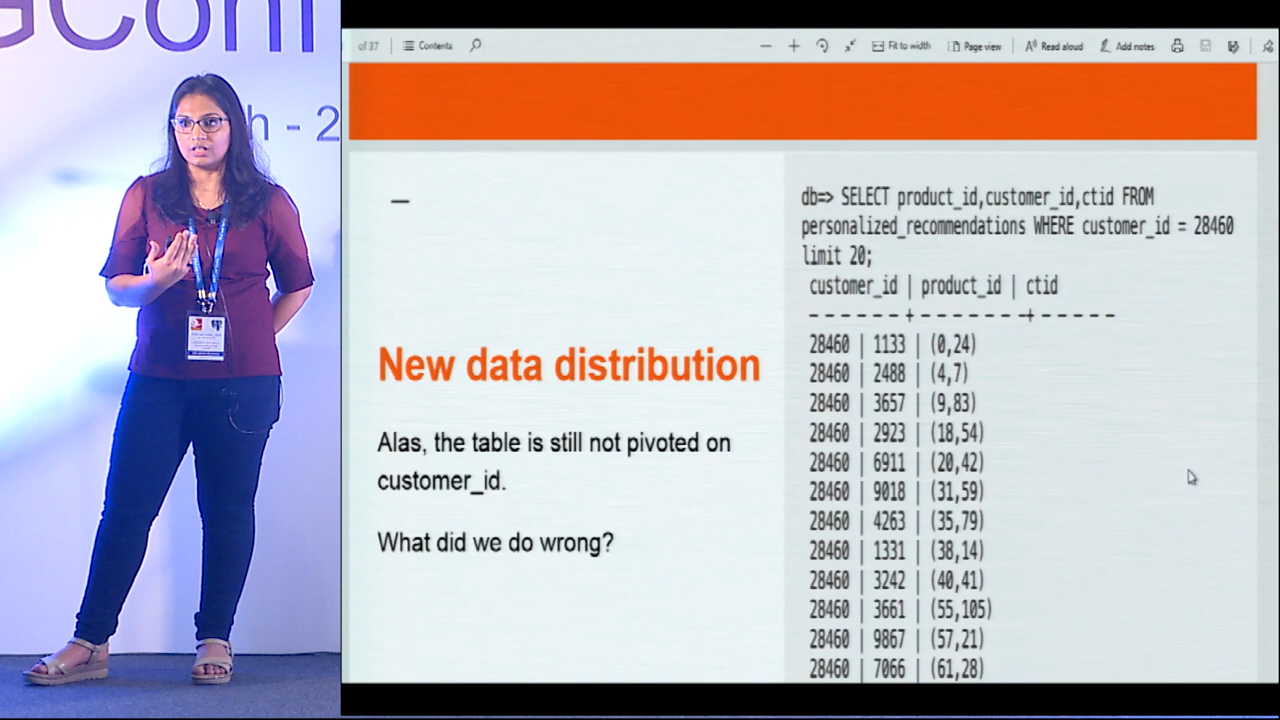 GConf
h - 2
of 37
Contents
Fit to width
Page view
Read aloud
Add notes
—
New data distribution
Alas, the table is still not pivoted on
customer_id.
What did we do wrong?
db=> SELECT product_id,customer_id,ctid FROM
personalized_recommendations WHERE customer_id = 28460
limit 20;
customer_id | product_id | ctid
- - - - - - -+- - - - - - - -+- - - - - -
28460 | 1133 | (0,24)
28460 | 2488 | (4,7)
28460 | 3657 | (9,83)
28460 | 2923 | (18,54)
28460 | 6911 | (20,42)
28460 | 9018 | (31,59)
28460 | 4263 | (35,79)
28460 | 1331 | (38,14)
28460 | 3242 | (40,41)
28460 | 3661 | (55,105)
28460 | 9867 | (57,21)
28460 | 7066 | (61,28)